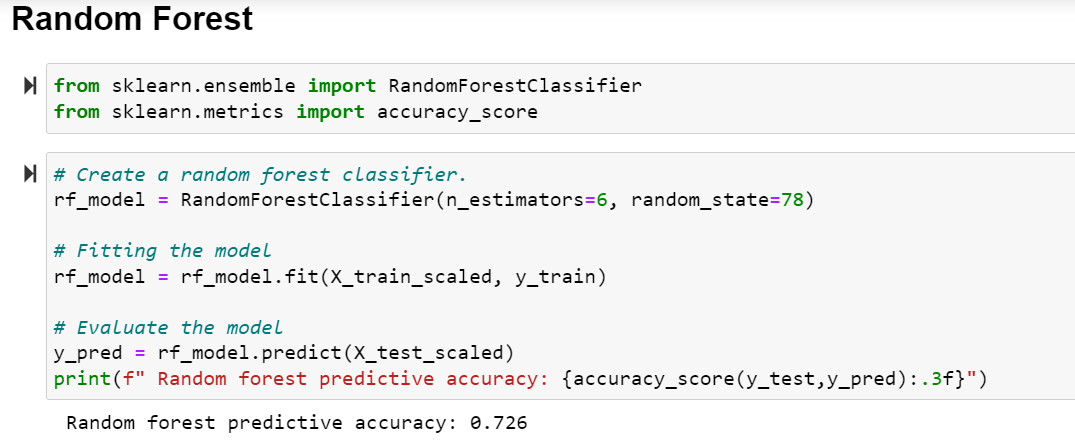 Random Forest
from sklearn.ensemble import RandomForestClassifier
from sklearn.metrics import accuracy_score
# Create a random forest classifier.
rf_model = RandomForestClassifier(n_estimators=6, random_state=78)
# Fitting the model
rf_model = rf_model.fit(X_train_scaled, y_train)
# Evaluate the model
y_pred = rf_model.predict(X_test_scaled)
print(f" Random forest predictive accuracy: {accuracy_score(y_test,y_pred):.3f}")
Random forest predictive accuracy: 0.726